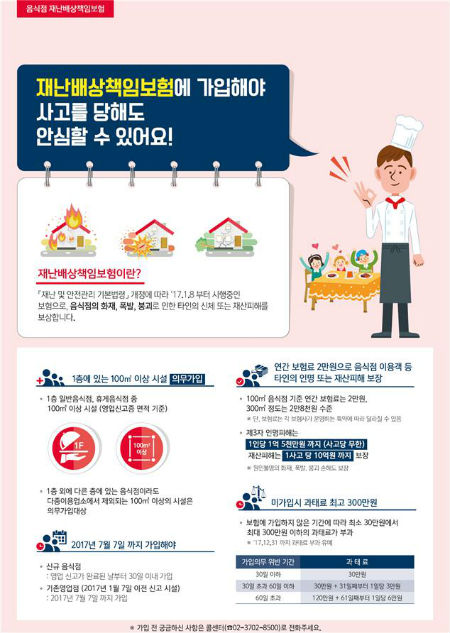 음식점 재난배상책임보험
재난배상책임보험에 가입해야
사고를 당해도
안심할 수 있어요!
재난배상책임보험이란?
『재난 및 안전관리 기본법령』 개정에 따라 '17.1.8 부터 시행중인
보험으로, 음식점의 화재, 폭발, 붕괴로 인한 타인의 신체 또는 재산피해를
보상합니다.
1층에 있는 100㎡ 이상 시설 의무가입
1층 일반음식점, 휴게음식점 중
100㎡ 이상 시설 (영업신고증 면적 기준)
1F
100m²
이상
• 1층 외에 다른 층에 있는 음식점이라도
다중이용업소에서 제외되는 100㎡ 이상의 시설은
의무가입대상
2017년 7월 7일 까지 가입해야
• 신규 음식점
: 영업 신고가 완료된 날부터 30일 이내 가입
• 기존영업점 (2017년 1월 7일 이전 신고 시설)
: 2017년 7월 7일 까지 가입
연간 보험료 2만원으로 음식점 이용객 등
타인의 인명 또는 재산피해 보장
• 100㎡ 음식점 기준 연간 보험료는 2만원,
300㎡ 정도는 2만8천원 수준
※ 단, 보험료는 각 보험사가 운영하는 특약에 따라 달라질 수 있음
• 제3자 인명피해는
1인당 1억 5천만원 까지 (사고당 무한)
재산피해는 1사고 당 10억원 까지 보장
※ 원인불명의 화재, 폭발, 붕괴 손해도 보장
미가입시 과태료 최고 300만원
• 보험에 가입하지 않은 기간에 따라 최소 30만원에서
최대 300만원 이하의 과태료가 부과
※ '17.12.31 까지 과태료 부과 유예
가입의무 위반 기간 과 태 료
30일 이하 30만원
30일 초과 60일 이하 30만원 + 31일째부터 1일당 3만원
60일 초과 120만원 + 61일째부터 1일당 6만원
※ 가입 전 궁금하신 사항은 콜센터(☎02-3702-8500)로 전화주세요.